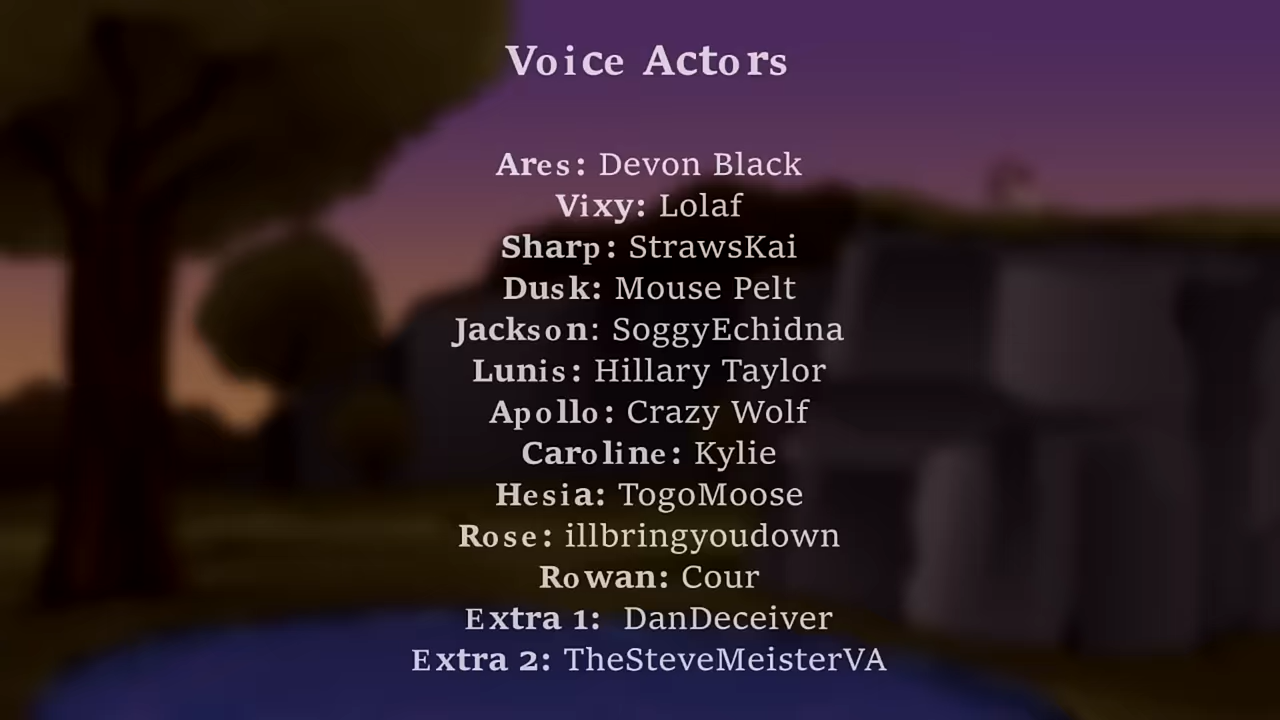 Voice Actors
Ares: Devon Black
Vixy: Lolaf
Sharp: StrawsKai
Dusk: Mouse Pelt
Jackson: SoggyEchidna
Lunis: Hillary Taylor
Apollo: Crazy Wolf
Caroline: Kylie
Hesia: TogoMoose
Rose: illbringyoudown
Rowan: Cour
Extra 1: DanDeceiver
Extra 2: TheSteveMeisterVA